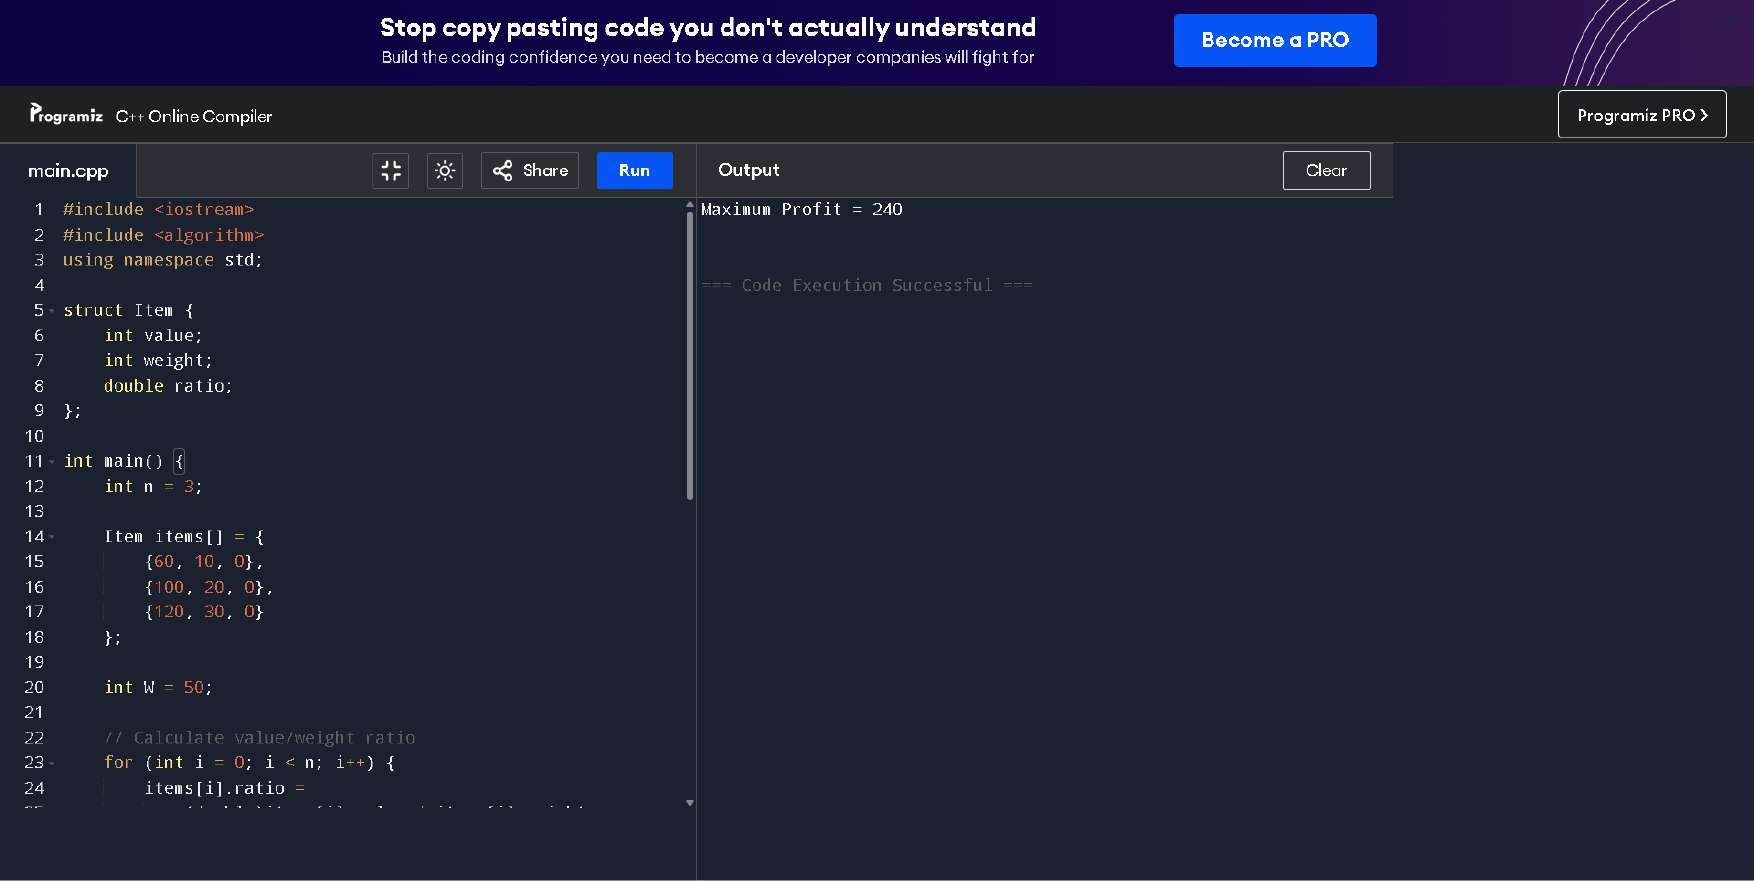 Stop copy pasting code you don't actually understand
Build the coding confidence you need to become a developer companies will fight for
Become a PRO
Programiz C++ Online Compiler
Programiz PRO >
main.cpp
Share
Run
Output
Clear
1 #include <iostream>
2 #include <algorithm>
3 using namespace std;
4
5 struct Item {
6 int value;
7 int weight;
8 double ratio;
9 };
10
11 int main() {
12 int n = 3;
13
14 Item items[] = {
15 {60, 10, 0},
16 {100, 20, 0},
17 {120, 30, 0}
18 };
19
20 int W = 50;
21
22 // Calculate value/weight ratio
23 for (int i = 0; i < n; i++) {
24 items[i].ratio =
Maximum Profit = 240
=== Code Execution Successful ===